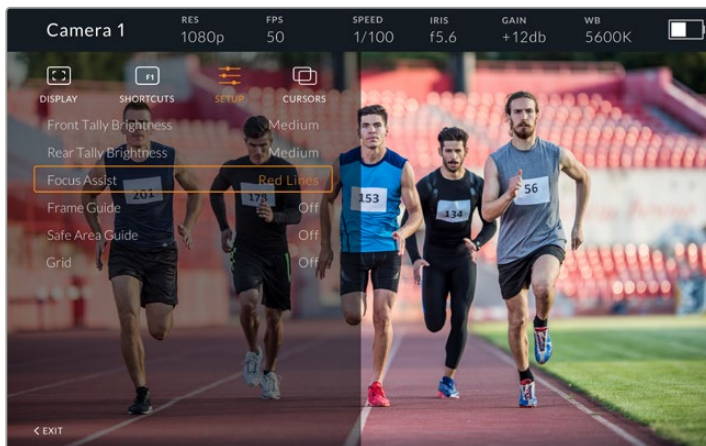 Camera 1
RES FPS SPEED IRIS GAIN WB
1080p 50 1/100 f5.6 +12db 5600K
F1
DISPLAY SHORTCUTS SETUP CURSORS
Front Tally Brightness Medium
Rear Tally Brightness Medium
Focus Assist Red Lines
Frame Guide Off
Safe Area Guide Off
Grid Off
201 178 153 134 56
EXIT